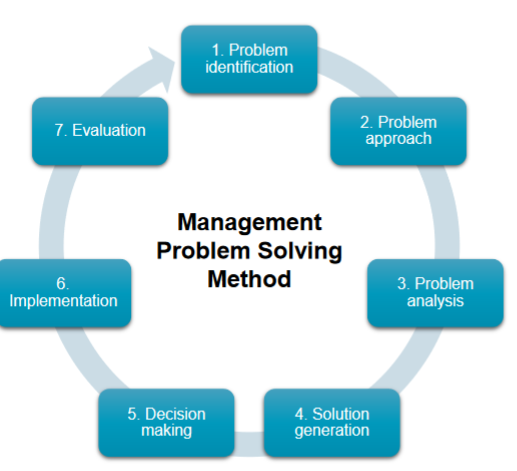 1. Problem
identification
2. Problem
approach
3. Problem
analysis
4. Solution
generation
5. Decision
making
6.
Implementation
7. Evaluation
Management
Problem Solving
Method